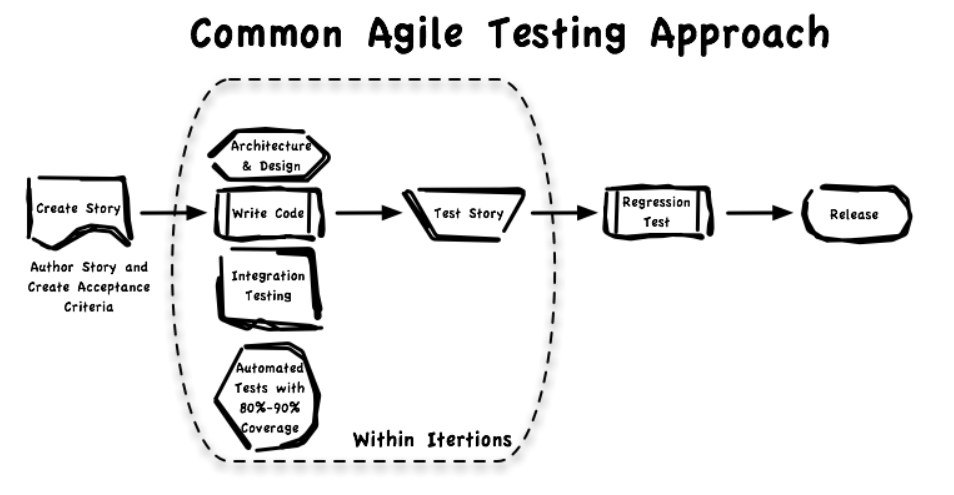 Common Agile Testing Approach
Architecture
& Design
Create Story
Write Code
Test Story
Regression
Test
Release
Author Story and
Create Acceptance
Criteria
Integration
Testing
Automated
Tests with
80%-90%
Coverage
Within Itertions